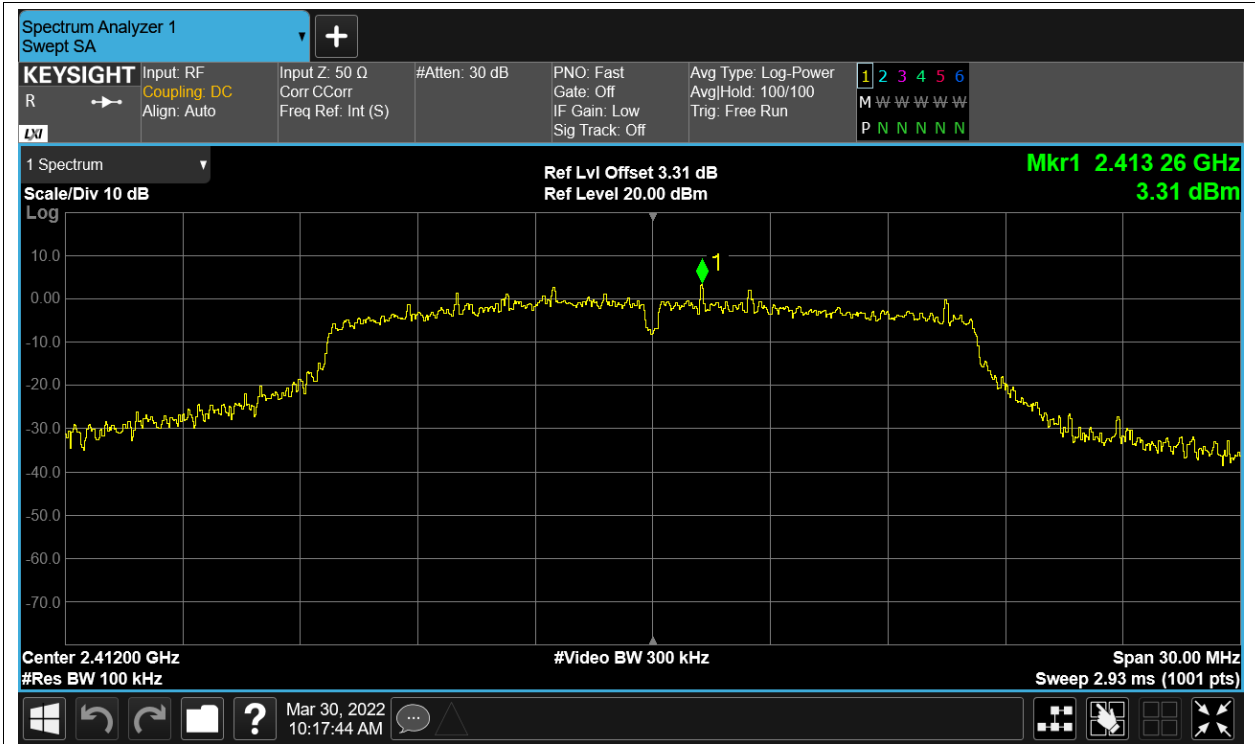 Spectrum Analyzer 1
Swept SA
KEYSIGHT
R
LXI
Input: RF
Coupling: DC
Align: Auto
Input Z: 50 Ω
Corr CCorr
Freq Ref: Int (S)
#Atten: 30 dB
PNO: Fast
Gate: Off
IF Gain: Low
Sig Track: Off
Avg Type: Log-Power
Avg|Hold: 100/100
Trig: Free Run
1 2 3 4 5 6
M W W W W W
P N N N N N
1 Spectrum
Scale/Div 10 dB
Log
Ref Lvl Offset 3.31 dB
Ref Level 20.00 dBm
Mkr1 2.413 26 GHz
3.31 dBm
1
10.0
0.00
-10.0
-20.0
-30.0
-40.0
-50.0
-60.0
-70.0
Center 2.41200 GHz
#Res BW 100 kHz
#Video BW 300 kHz
Span 30.00 MHz
Sweep 2.93 ms (1001 pts)
?
Mar 30, 2022
10:17:44 AM